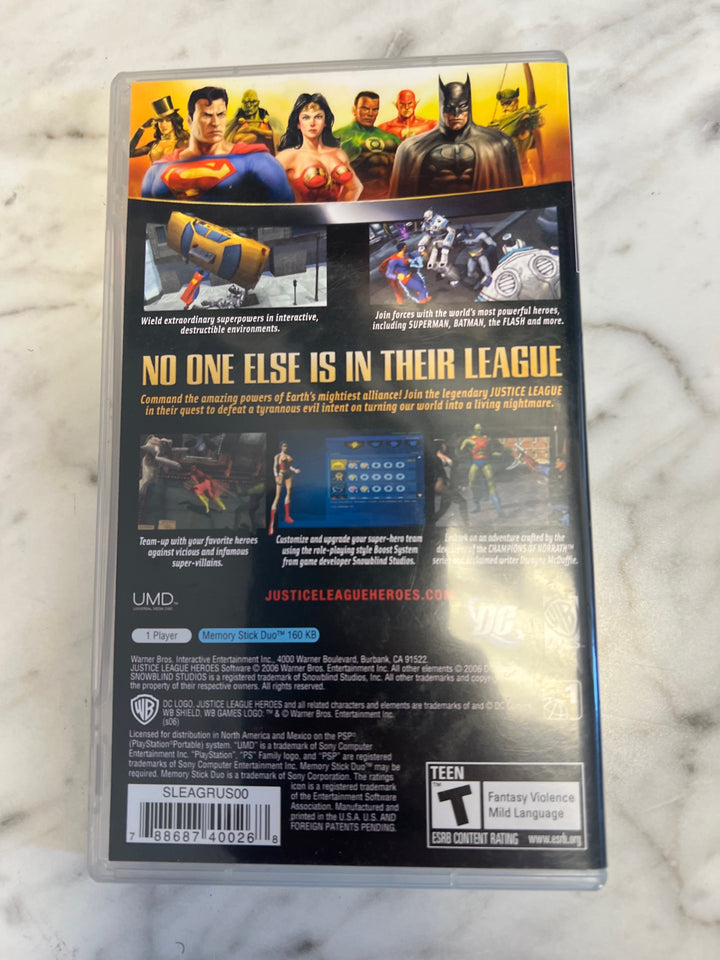 Wield extraordinary superpowers in interactive,
destructible environments.
Join forces with the world's most powerful heroes,
including SUPERMAN, BATMAN, the FLASH and more.
NO ONE ELSE IS IN THEIR LEAGUE
Command the amazing powers of Earth's mightiest alliance! Join the legendary JUSTICE LEAGUE
in their quest to defeat a tyrannous evil intent on turning our world into a living nightmare.
Team-up with your favorite heroes
against vicious and infamous
super-villains.
Customize and upgrade your super-hero team
using the role-playing style Boost System
from game developer Snowblind Studios.
on an adventure crafted by the
of the CHAMPIONS OF NORRATH™
acclaimed writer Dwayne McDuffie.
UMD™
UNIVERSAL MEDIA DISC
JUSTICELEAGUEHEROES.COM
DC
1 Player
Memory Stick Duo™ 160 KB
Warner Bros. Interactive Entertainment Inc., 4000 Warner Boulevard, Burbank, CA 91522.
JUSTICE LEAGUE HEROES Software © 2006 Warner Bros. Entertainment Inc. All other elements © 2006
SNOWBLIND STUDIOS is a registered trademark of Snowblind Studios, Inc. All other trademarks and
the property of their respective owners. All rights reserved.
WB
DC LOGO, JUSTICE LEAGUE HEROES and all related characters and elements are trademarks of and © DC
WB SHIELD, WB GAMES LOGO: ™ & © Warner Bros. Entertainment Inc.
(s06)
Licensed for distribution in North America and Mexico on the PSP®
(PlayStation®Portable) system. "UMD" is a trademark of Sony Computer
Entertainment Inc. "PlayStation", "PS" Family logo, and "PSP" are registered
trademarks of Sony Computer Entertainment Inc. Memory Stick Duo™ may be
required. Memory Stick Duo is a trademark of Sony Corporation. The ratings
icon is a registered trademark
of the Entertainment Software
Association. Manufactured and
printed in the U.S.A. U.S. AND
FOREIGN PATENTS PENDING.
SLEAGRUS00
7 88687 40026 8
TEEN
T
Fantasy Violence
Mild Language
ESRB CONTENT RATING www.esrb.org